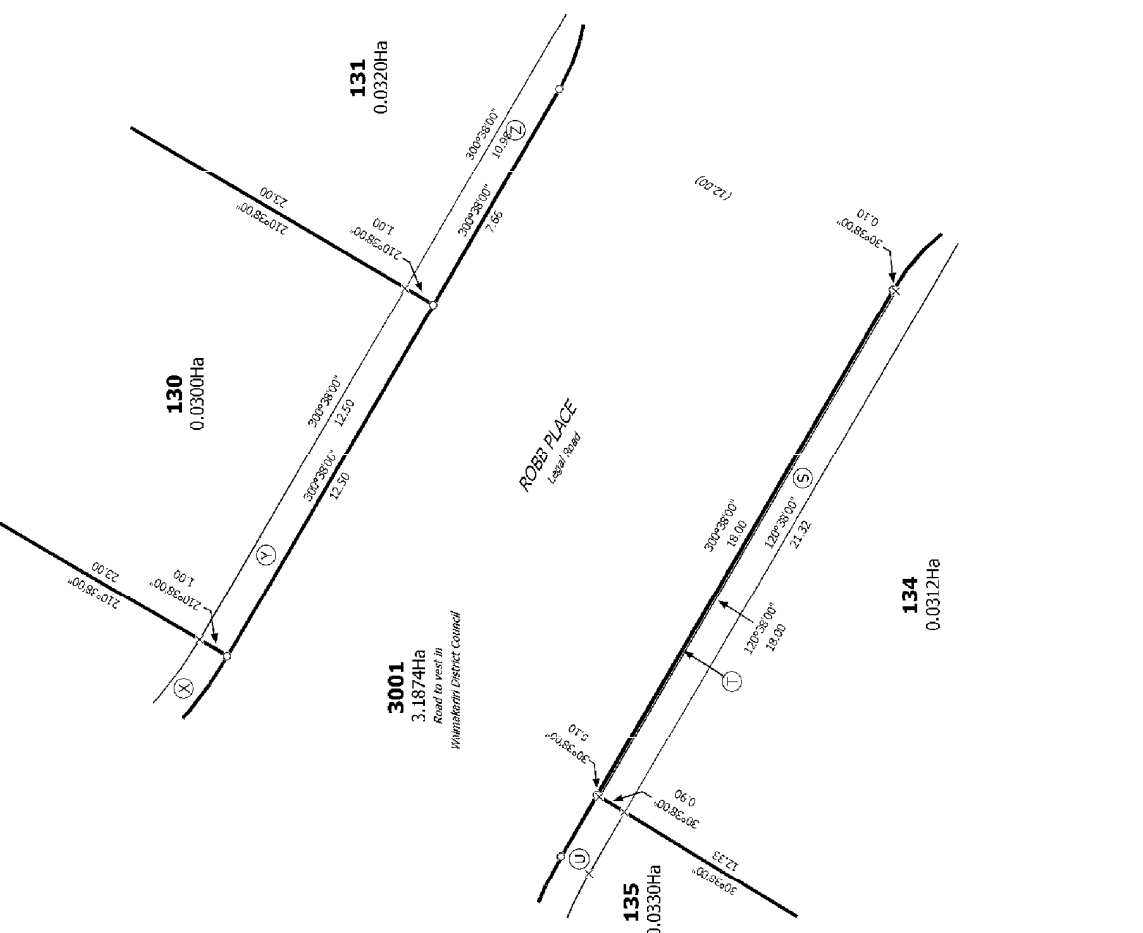 131
0.0320Ha
300°38'00"
10.98
Z
300°38'00"
7.66
(12.00)
23.00
210°38'00"
1.00
210°38'00"
30°38'00"
0.10
130
0.0300Ha
300°38'00"
12.50
300°38'00"
12.50
ROBB PLACE
Legal Road
S
300°38'00"
18.00
120°38'00"
21.32
Y
23.00
210°38'00"
1.00
210°38'00"
134
0.0312Ha
120°38'00"
18.00
T
X
3001
3.1874Ha
Road to vest in
Waimakariri District Council
30°38'00"
0.10
30°38'00"
0.90
U
12.33
30°38'00"
135
0.0330Ha